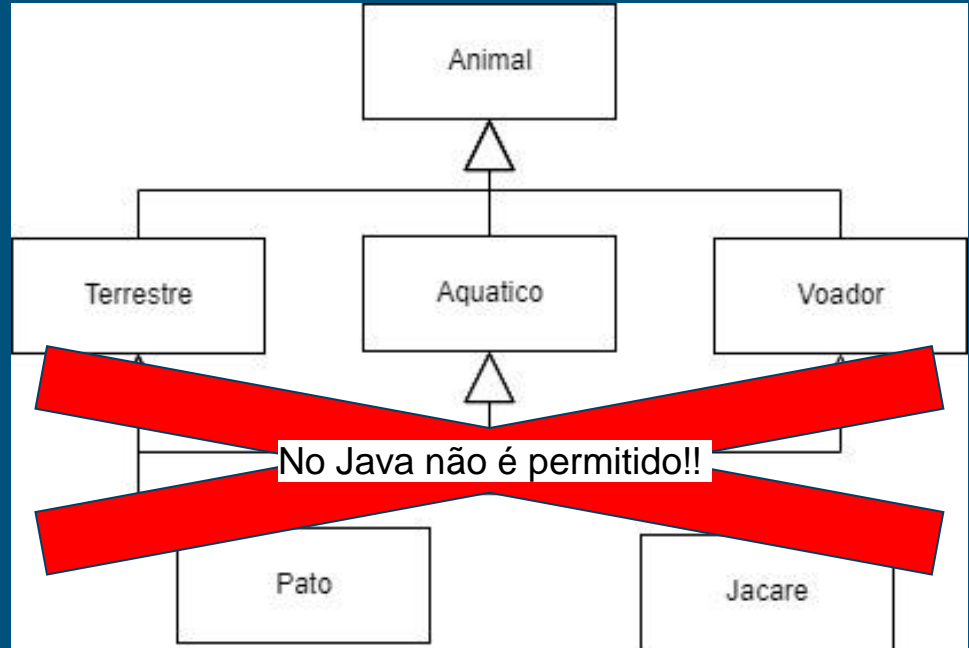 Animal
Terrestre
Aquatico
Voador
No Java não é permitido!!
Pato
Jacare